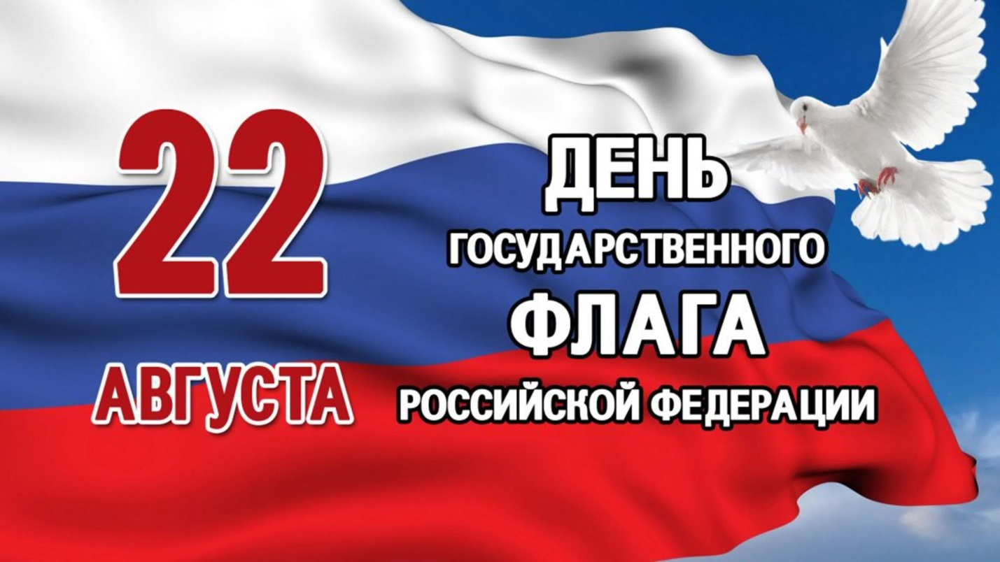 22
АВГУСТА
ДЕНЬ
ГОСУДАРСТВЕННОГО
ФЛАГА
РОССИЙСКОЙ ФЕДЕРАЦИИ